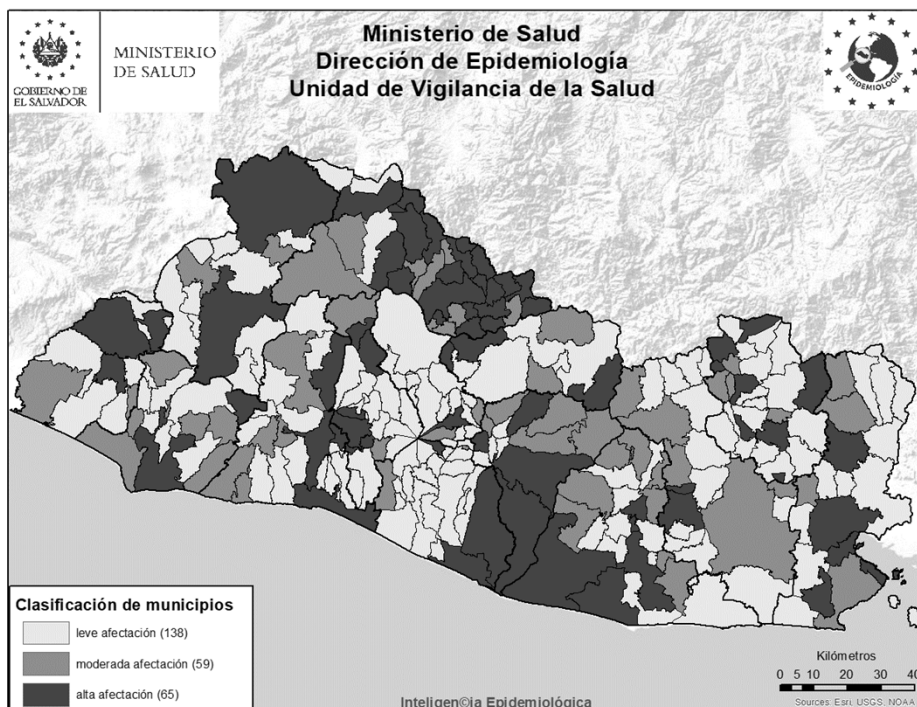 Ministerio de Salud
Dirección de Epidemiología
Unidad de Vigilancia de la Salud
MINISTERIO
DE SALUD
GOBIERNO DE
EL SALVADOR
EPIDEMIOLOGÍA
Clasificación de municipios
leve afectación (138)
moderada afectación (59)
alta afectación (65)
Kilómetros
0 5 10 20 30 40
Sources: Esri, USGS, NOAA
Inteligen©ia Epidemiológica